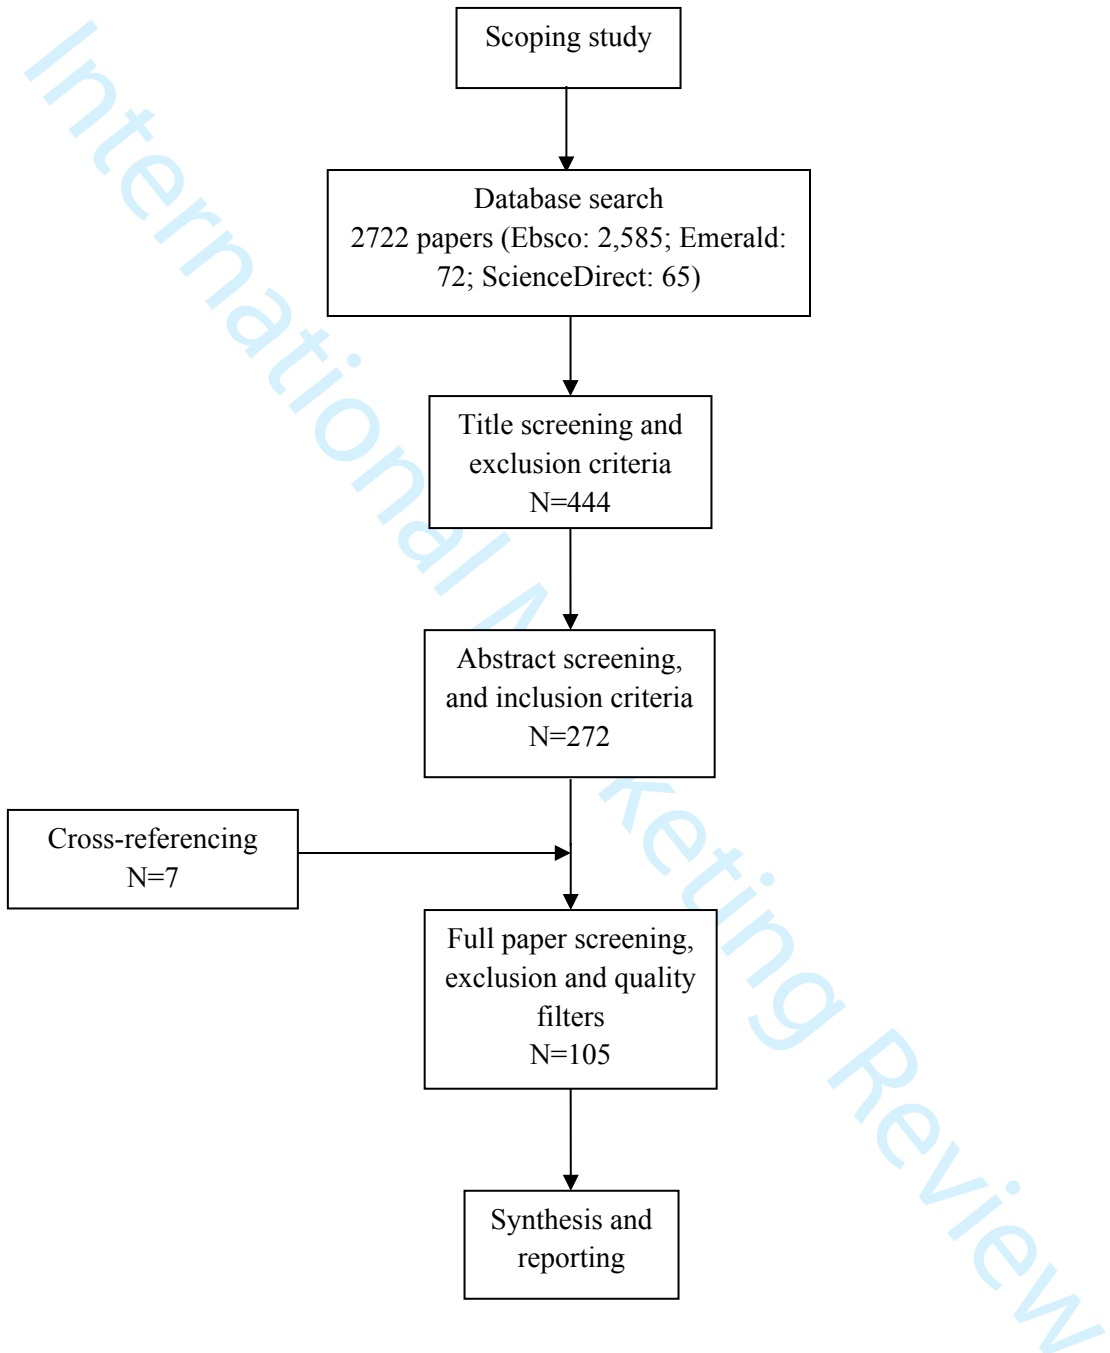 Scoping study
Database search
2722 papers (Ebsco: 2,585; Emerald:
72; ScienceDirect: 65)
Title screening and
exclusion criteria
N=444
Abstract screening,
and inclusion criteria
N=272
Cross-referencing
N=7
Full paper screening,
exclusion and quality
filters
N=105
Synthesis and
reporting
International Marketing Review